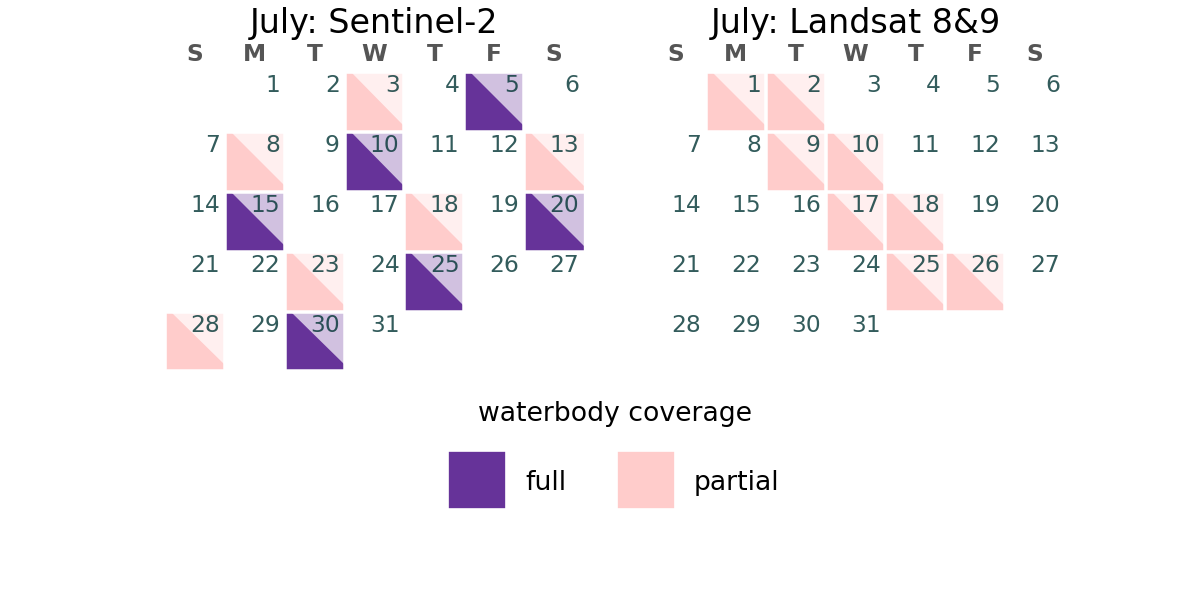 July: Sentinel-2
S M T W T F S
1 2 3 4 5 6
7 8 9 10 11 12 13
14 15 16 17 18 19 20
21 22 23 24 25 26 27
28 29 30 31
July: Landsat 8&9
S M T W T F S
1 2 3 4 5 6
7 8 9 10 11 12 13
14 15 16 17 18 19 20
21 22 23 24 25 26 27
28 29 30 31
waterbody coverage
full partial